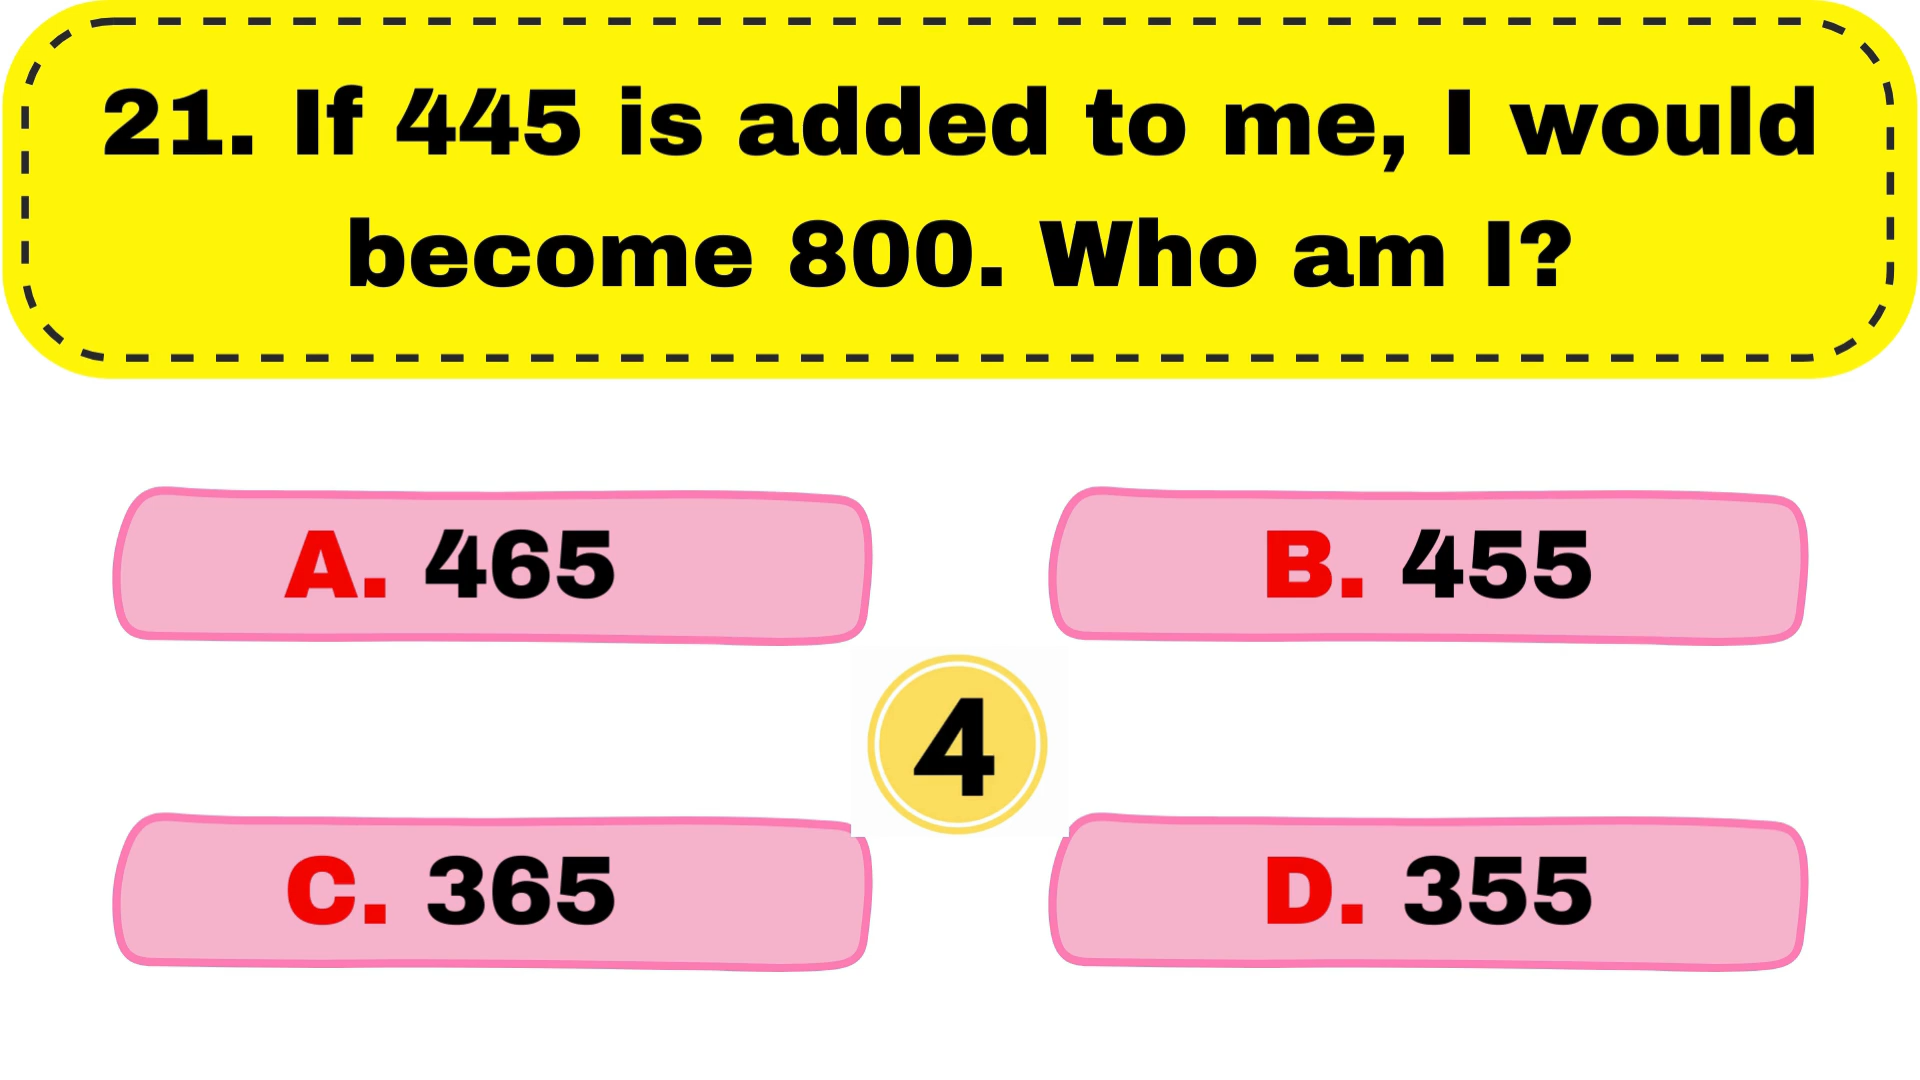 21. If 445 is added to me, I would
become 800. Who am I?
A. 465
B. 455
4
C. 365
D. 355